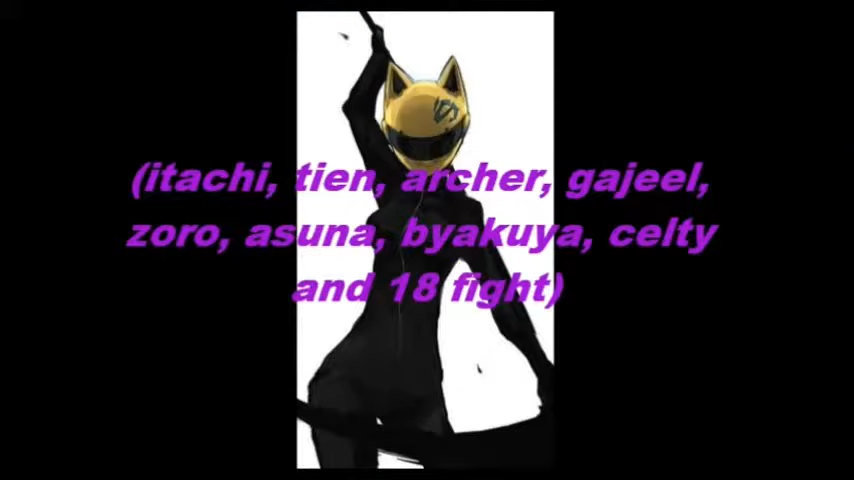 (itachi, tien, archer, gajeel,
zoro, asuna, byakuya, celty
and 18 fight)